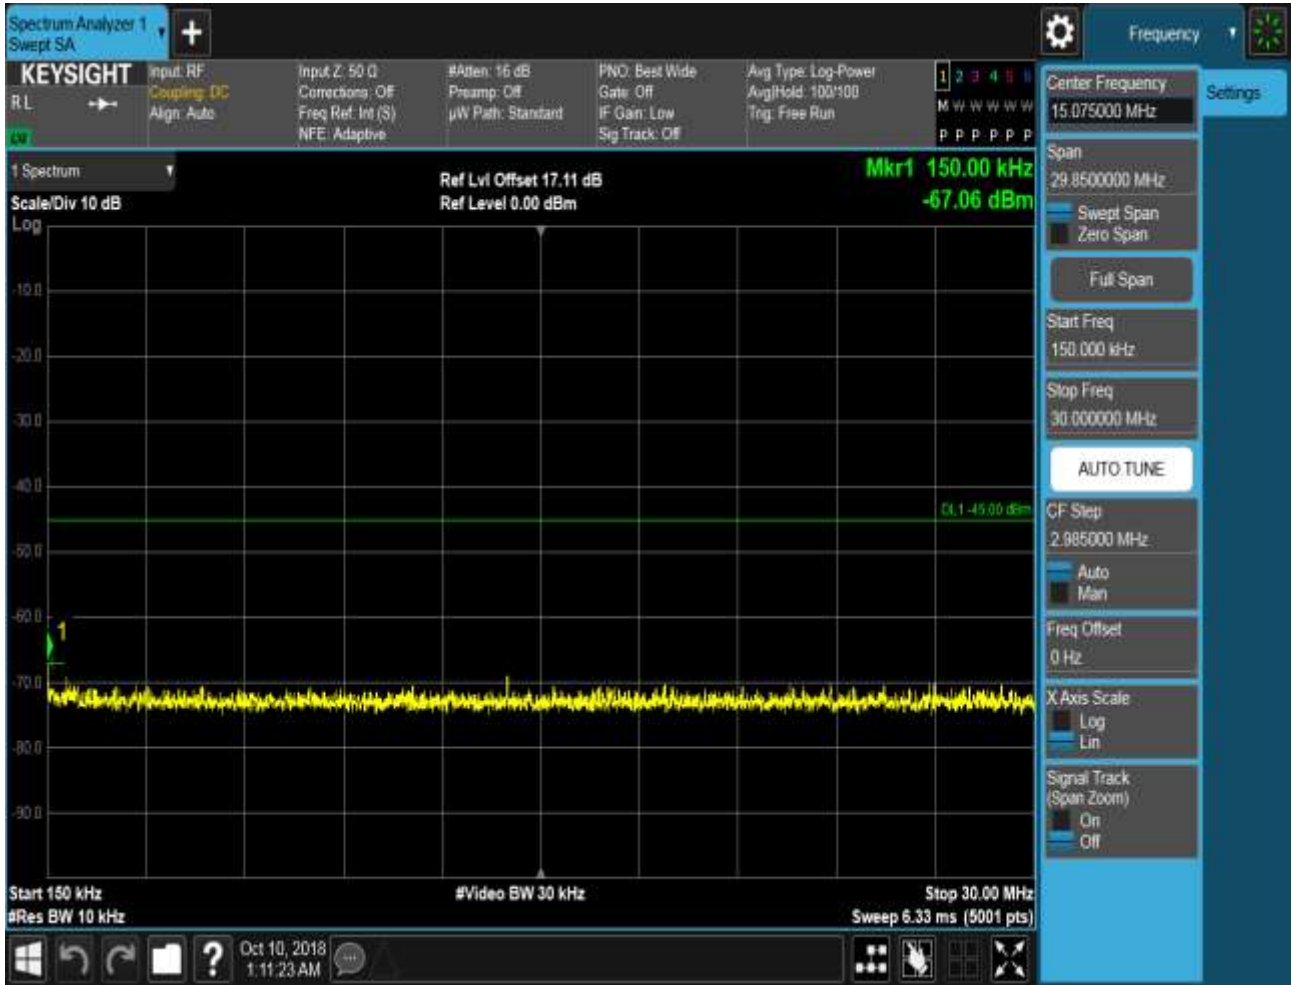 Spectrum Analyzer 1
Swept SA
Frequency
KEYSIGHT
Input: RF
Input Z: 50 Ω
#Atten: 16 dB
PNO: Best Wide
Avg Type: Log-Power
1 2 3 4 5 6
R L
Coupling: DC
Corrections: Off
Preamp: Off
Gate: Off
Avg|Hold: 100/100
M W W W W W
Align: Auto
Freq Ref: Int (S)
µW Path: Standard
IF Gain: Low
Trig: Free Run
NFE: Adaptive
Sig Track: Off
P P P P P P
LXI
1 Spectrum
Ref Lvl Offset 17.11 dB
Mkr1 150.00 kHz
Scale/Div 10 dB
Ref Level 0.00 dBm
-67.06 dBm
Log
-10.0
-20.0
-30.0
-40.0
DL1 -45.00 dBm
-50.0
-60.0
1
-70.0
-80.0
-90.0
Start 150 kHz
#Video BW 30 kHz
Stop 30.00 MHz
#Res BW 10 kHz
Sweep 6.33 ms (5001 pts)
?
Oct 10, 2018
1:11:23 AM
Center Frequency
15.075000 MHz
Settings
Span
29.8500000 MHz
Swept Span
Zero Span
Full Span
Start Freq
150.000 kHz
Stop Freq
30.000000 MHz
AUTO TUNE
CF Step
2.985000 MHz
Auto
Man
Freq Offset
0 Hz
X Axis Scale
Log
Lin
Signal Track
(Span Zoom)
On
Off